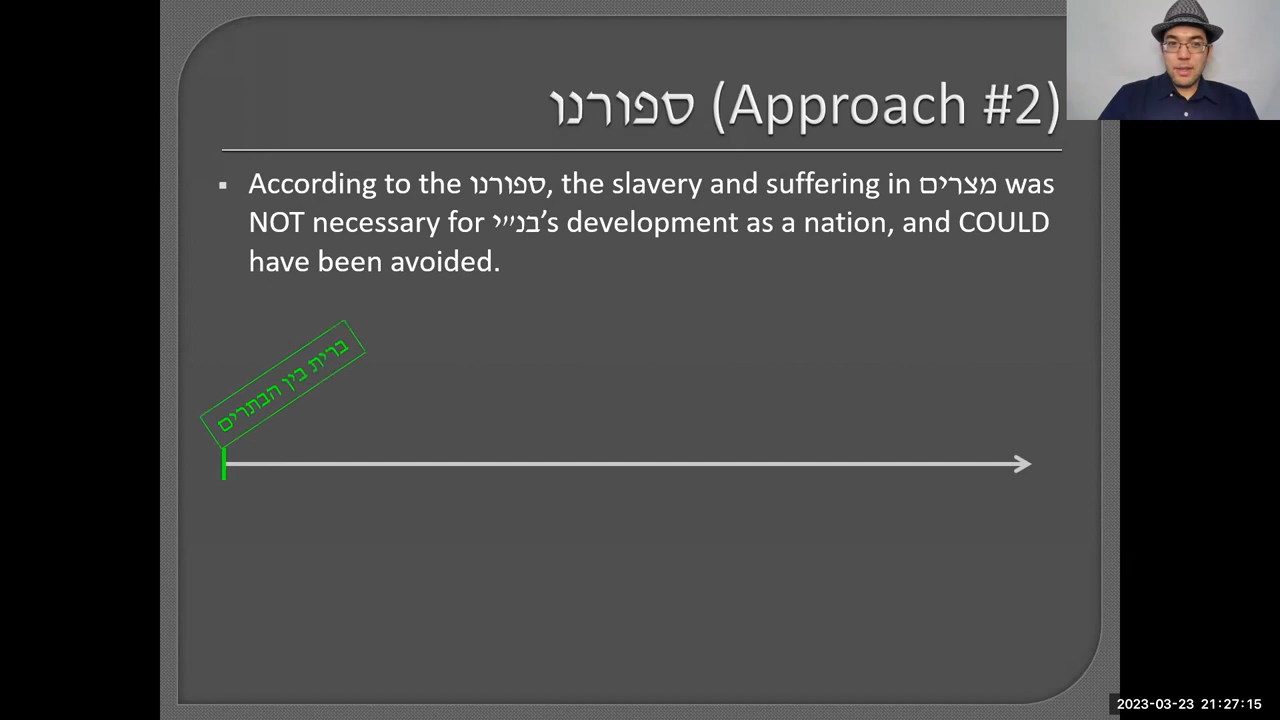 ספורנו (Approach #2)
▪ According to the ספורנו, the slavery and suffering in מצרים was
NOT necessary for בנ״י’s development as a nation, and COULD
have been avoided.
ברית בין הבתרים
2023-03-23 21:27:15